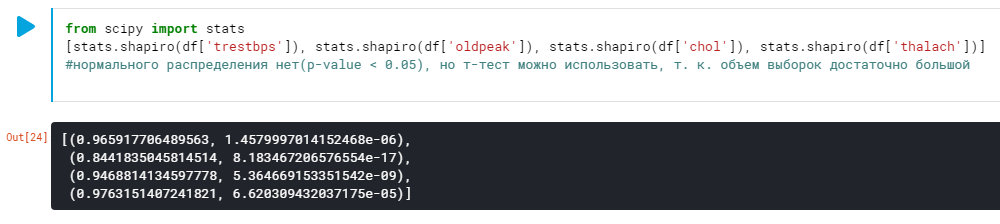 from scipy import stats
[stats.shapiro(df['trestbps']), stats.shapiro(df['oldpeak']), stats.shapiro(df['chol']), stats.shapiro(df['thalach'])]
#нормального распределения нет(p-value < 0.05), но т-тест можно использовать, т. к. объем выборок достаточно большой
Out[24]
[(0.965917706489563, 1.4579997014152468e-06),
(0.8441835045814514, 8.183467206576554e-17),
(0.9468814134597778, 5.364669153351542e-09),
(0.9763151407241821, 6.620309432037175e-05)]